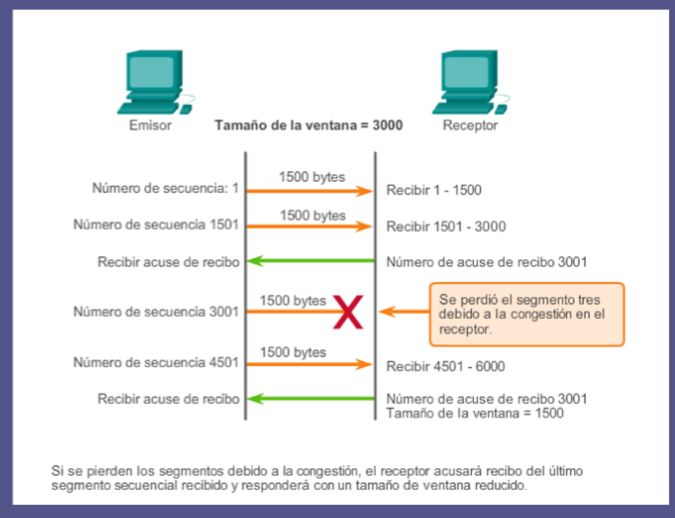 Emisor
Tamaño de la ventana = 3000
Receptor
Número de secuencia: 1
1500 bytes
Recibir 1 - 1500
Número de secuencia 1501
1500 bytes
Recibir 1501 - 3000
Recibir acuse de recibo
Número de acuse de recibo 3001
Número de secuencia 3001
1500 bytes
X
Se perdió el segmento tres
debido a la congestión en el
receptor.
Número de secuencia 4501
1500 bytes
Recibir 4501 - 6000
Recibir acuse de recibo
Número de acuse de recibo 3001
Tamaño de la ventana = 1500
Si se pierden los segmentos debido a la congestión, el receptor acusará recibo del último
segmento secuencial recibido y responderá con un tamaño de ventana reducido.